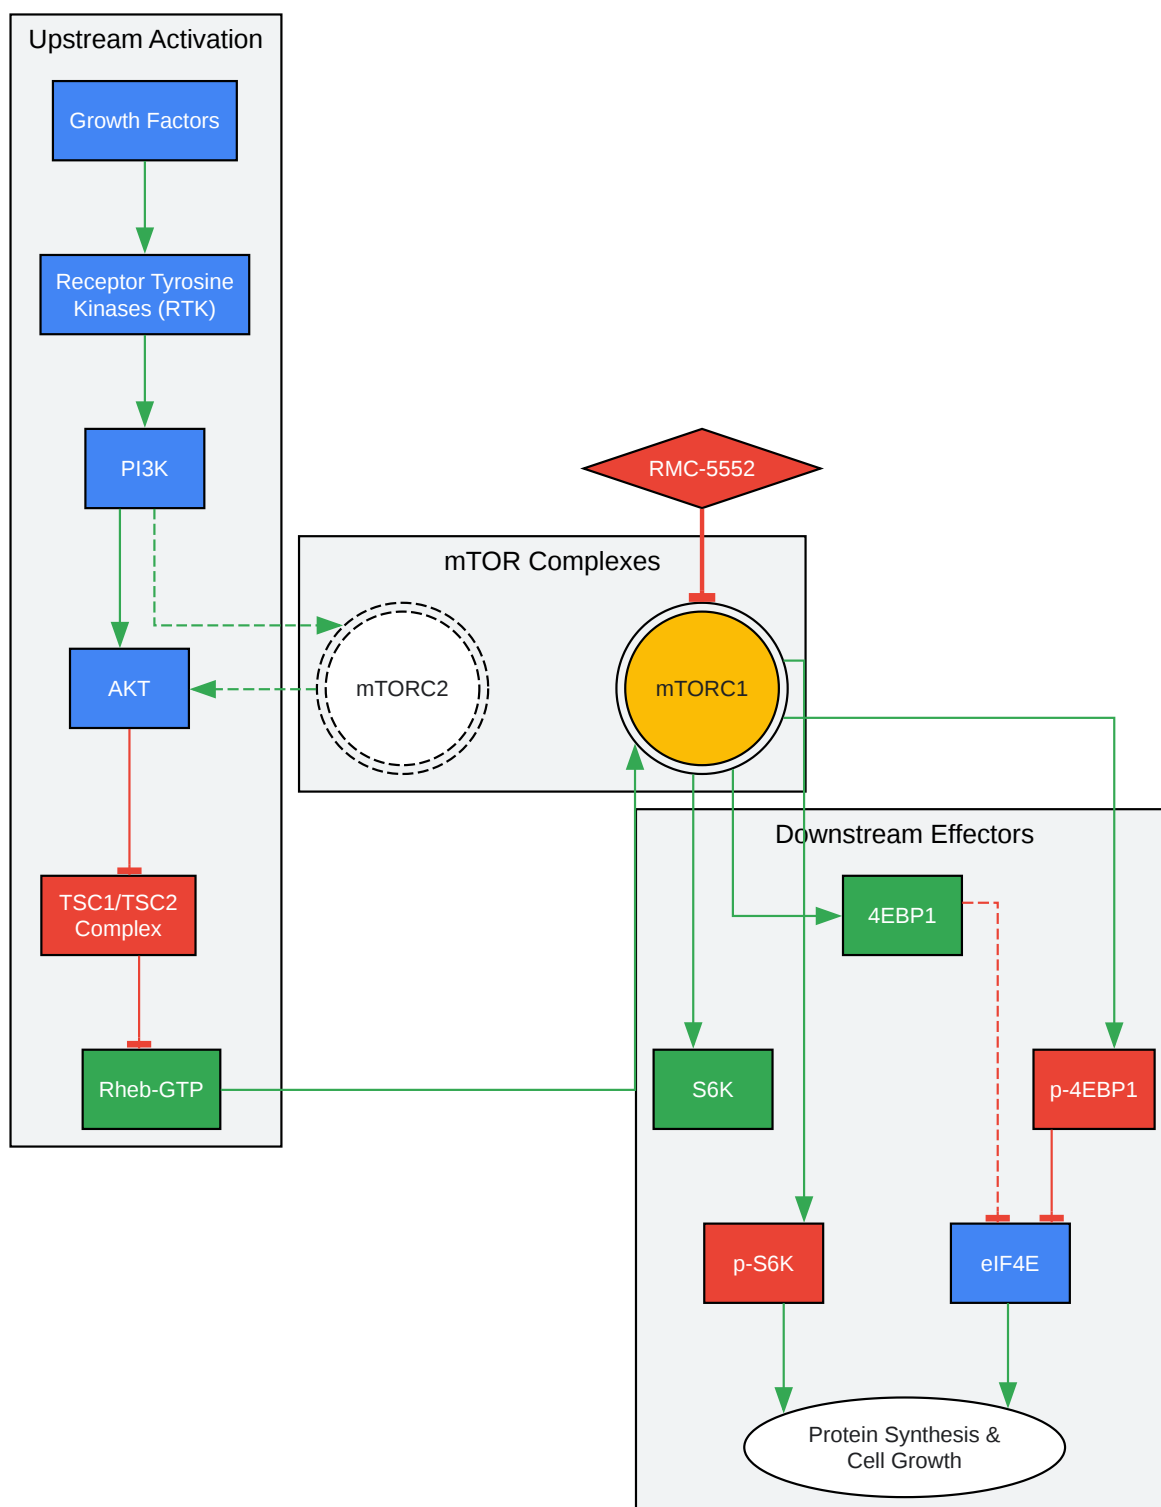 Upstream Activation
Growth Factors
Receptor Tyrosine
Kinases (RTK)
PI3K
RMC-5552
mTOR Complexes
AKT
mTORC2
mTORC1
Downstream Effectors
TSC1/TSC2
Complex
4EBP1
Rheb-GTP
S6K
p-4EBP1
p-S6K
eIF4E
Protein Synthesis &
Cell Growth